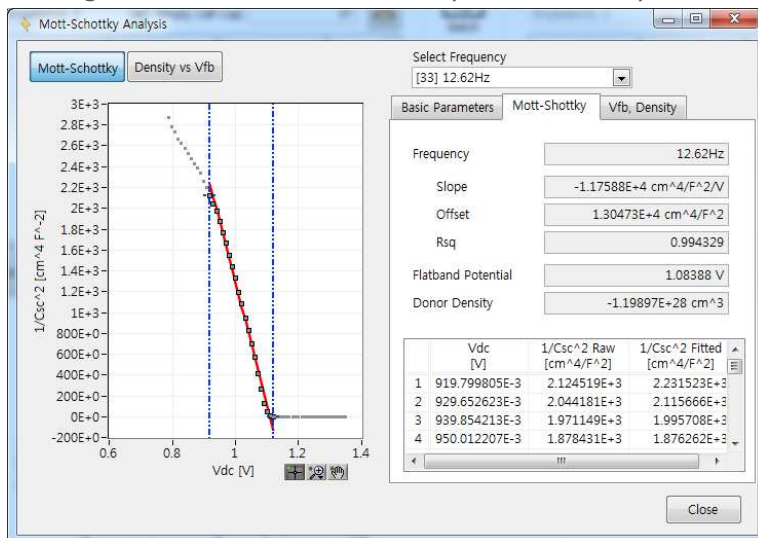 Mott-Schottky Analysis
Mott-Schottky
Density vs Vfb
3E+3
2.8E+3
2.6E+3
2.4E+3
2.2E+3
2E+3
1.8E+3
1.6E+3
1.4E+3
1.2E+3
1E+3
800E+0
600E+0
400E+0
200E+0
0E+0
-200E+0
1/Csc^2 [cm^4 F^-2]
0.6 0.8 1 1.2 1.4
Vdc [V]
Select Frequency
[33] 12.62Hz
Basic Parameters Mott-Shottky Vfb, Density
Frequency 12.62Hz
Slope -1.17588E+4 cm^4/F^2/V
Offset 1.30473E+4 cm^4/F^2
Rsq 0.994329
Flatband Potential 1.08388 V
Donor Density -1.19897E+28 cm^3
Vdc 1/Csc^2 Raw 1/Csc^2 Fitted
[V] [cm^4/F^2] [cm^4/F^2]
1 919.799805E-3 2.124519E+3 2.231523E+3
2 929.652623E-3 2.044181E+3 2.115666E+3
3 939.854213E-3 1.971149E+3 1.995708E+3
4 950.012207E-3 1.878431E+3 1.876262E+3
Close